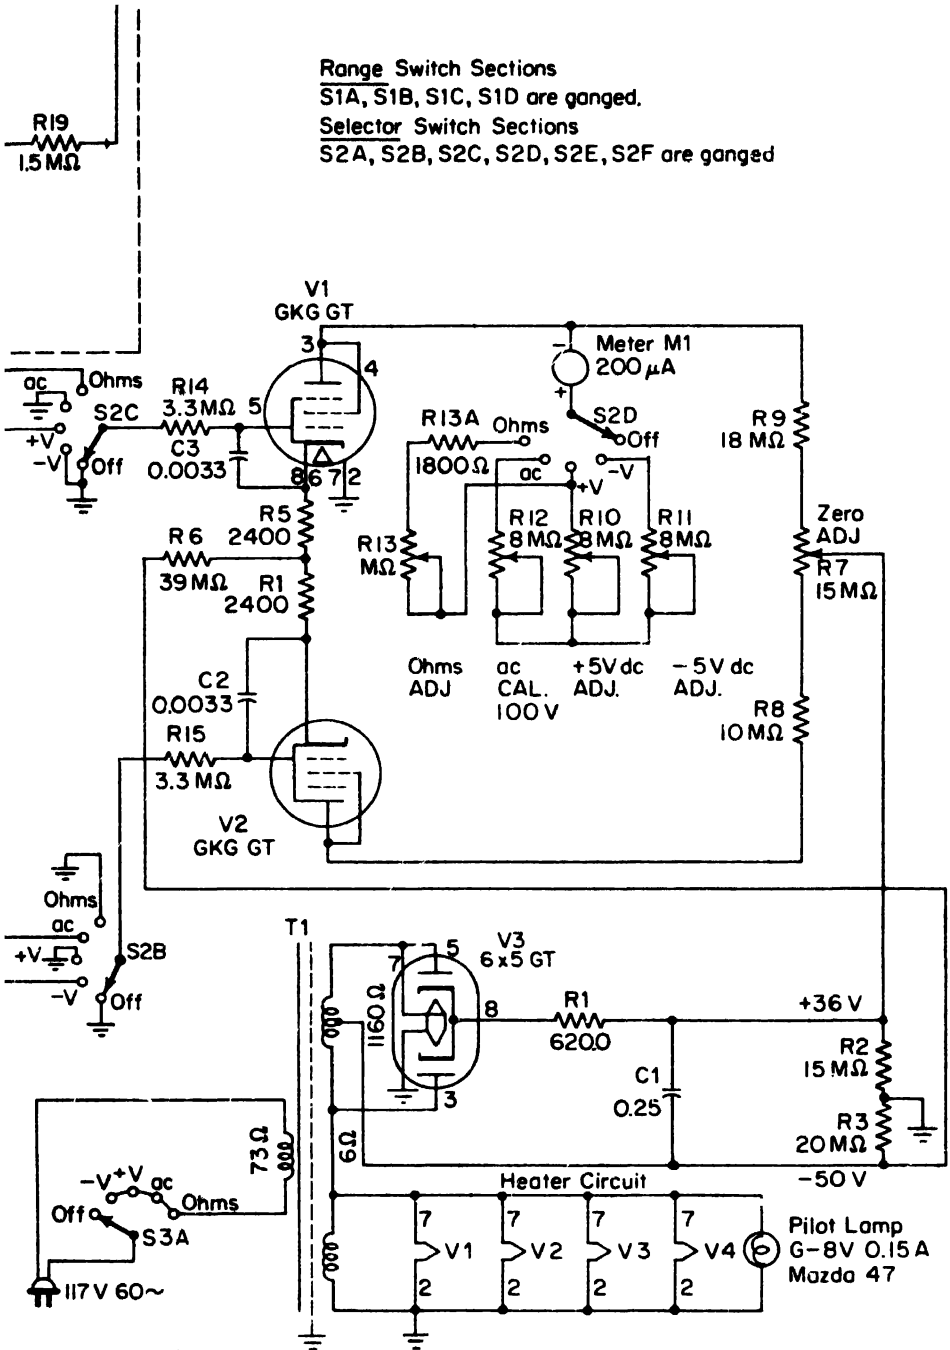 Range Switch Sections
S1A, S1B, S1C, S1D are ganged.
Selector Switch Sections
S2A, S2B, S2C, S2D, S2E, S2F are ganged
R19
1.5 MΩ
V1
GKG GT
3
4
5
8 6 7 2
ac
Ohms
+V
-V
Off
S2C
R14
3.3 MΩ
C3
0.0033
Meter M1
200 μA
-
+
S2D
Off
R13A
1800 Ω
Ohms
ac
+V
-V
R9
18 MΩ
Zero
ADJ
R7
15 MΩ
R5
2400
R6
39 MΩ
R1
2400
R13
MΩ
R12
8 MΩ
R10
8 MΩ
R11
8 MΩ
Ohms
ADJ
ac
CAL.
100 V
+5V dc
ADJ.
-5V dc
ADJ.
R8
10 MΩ
C2
0.0033
R15
3.3 MΩ
V2
GKG GT
Ohms
ac
+V
-V
Off
S2B
T1
V3
6x5 GT
7
5
8
3
1160 Ω
R1
6200
+36 V
R2
15 MΩ
C1
0.25
R3
20 MΩ
-50 V
73 Ω
6 Ω
Heater Circuit
-V
+V
ac
Ohms
Off
S3A
117 V 60~
7
V1
2
7
V2
2
7
V3
2
7
V4
2
Pilot Lamp
G-8V 0.15 A
Mazda 47